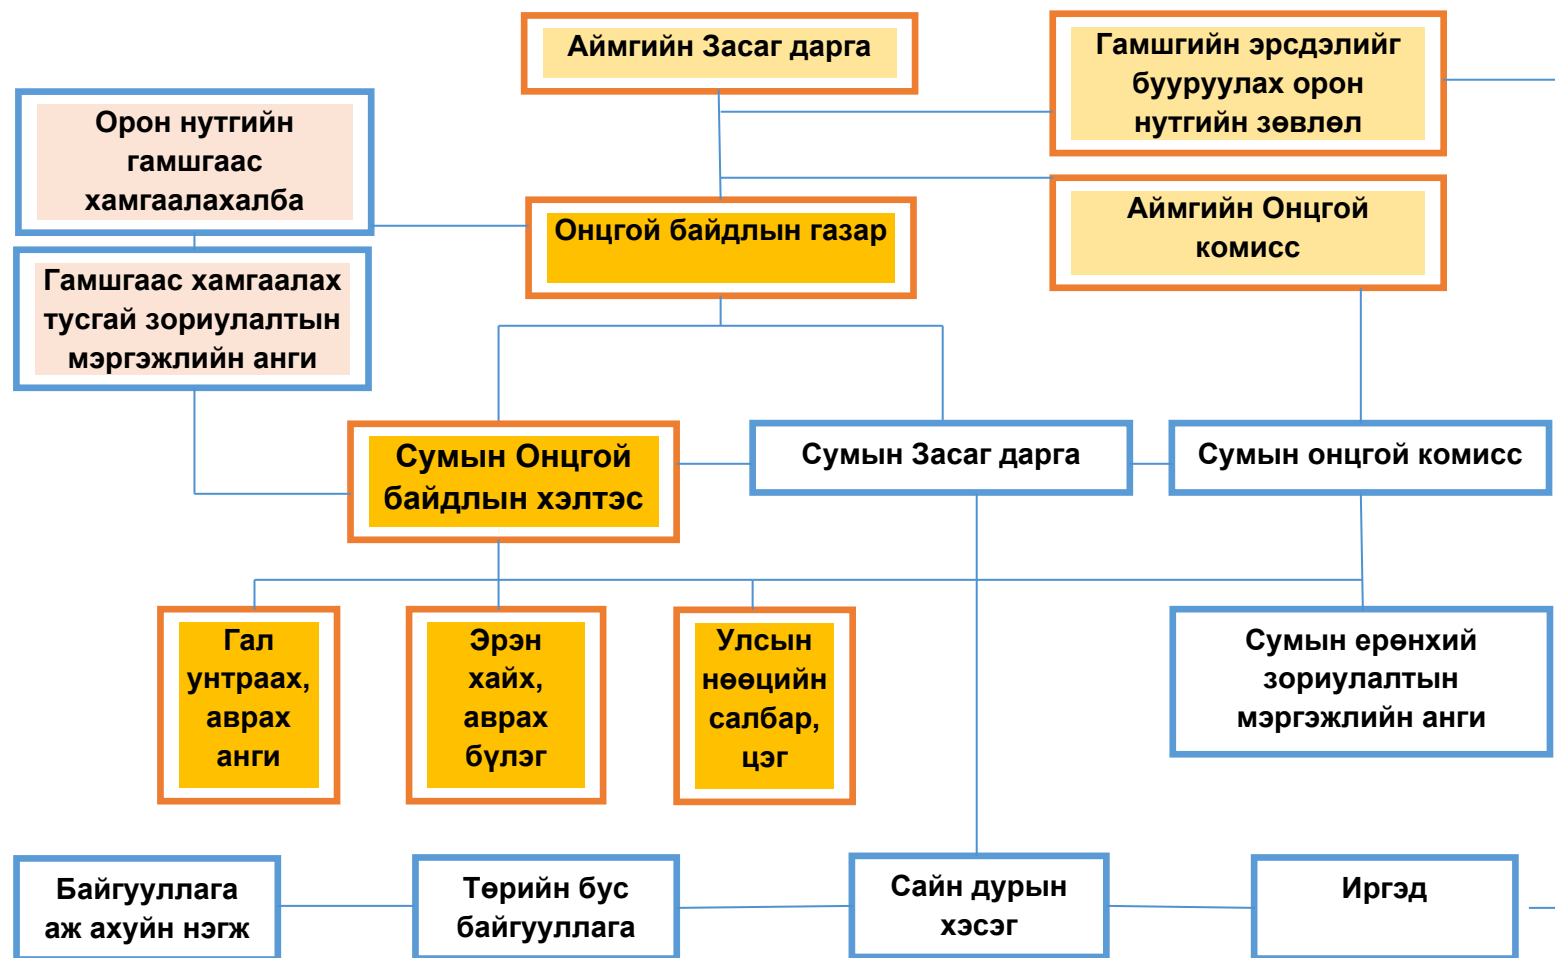 Аймгийн Засаг дарга
Гамшгийн эрсдэлийг
бууруулах орон
нутгийн зөвлөл
Орон нутгийн
гамшгаас
хамгаалахалба
Аймгийн Онцгой
комисс
Онцгой байдлын газар
Гамшгаас хамгаалах
тусгай зориулалтын
мэргэжлийн анги
Сумын Онцгой
байдлын хэлтэс
Сумын Засаг дарга
Сумын онцгой комисс
Гал
унтраах,
аврах
анги
Эрэн
хайх,
аврах
бүлэг
Улсын
нөөцийн
салбар,
цэг
Сумын ерөнхий
зориулалтын
мэргэжлийн анги
Байгууллага
аж ахуйн нэгж
Төрийн бус
байгууллага
Сайн дурын
хэсэг
Иргэд